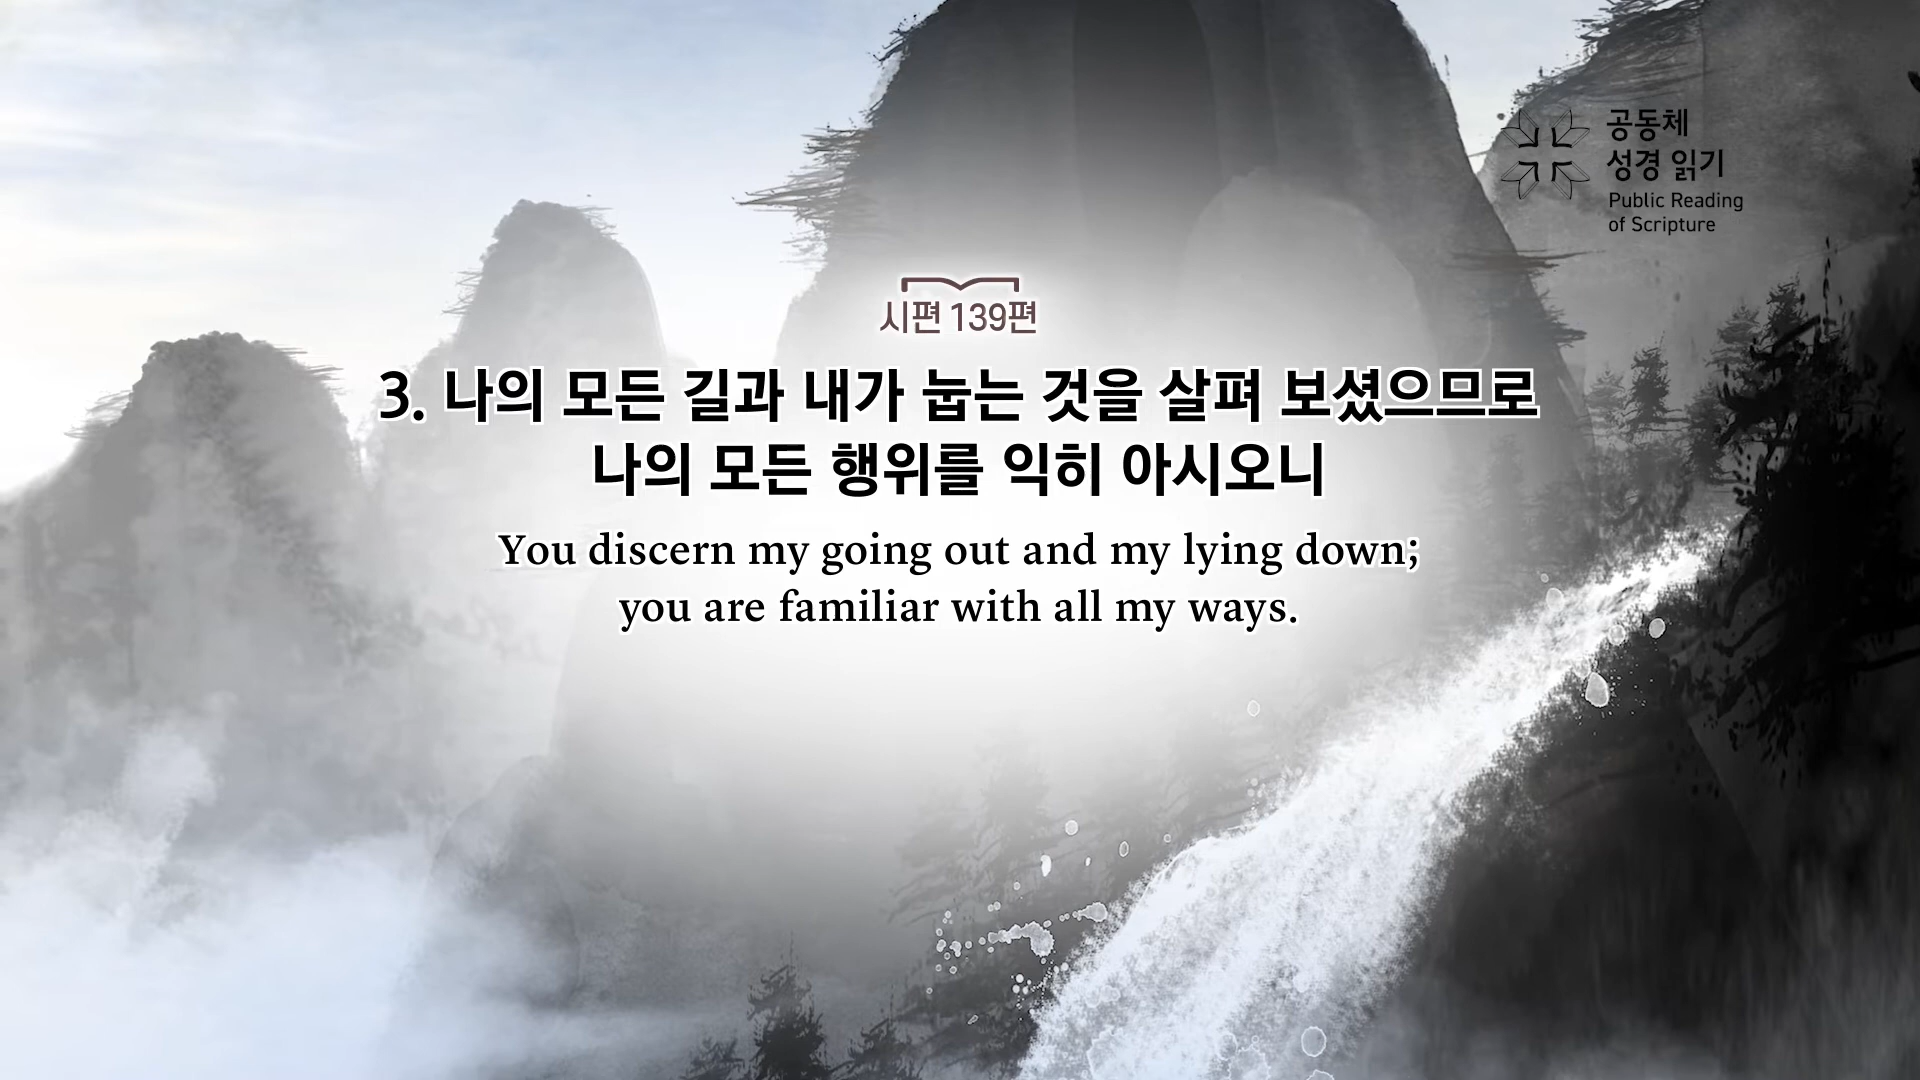 공동체
성경 읽기
Public Reading
of Scripture
시편 139편
3. 나의 모든 길과 내가 눕는 것을 살펴 보셨으므로
나의 모든 행위를 익히 아시오니
You discern my going out and my lying down;
you are familiar with all my ways.